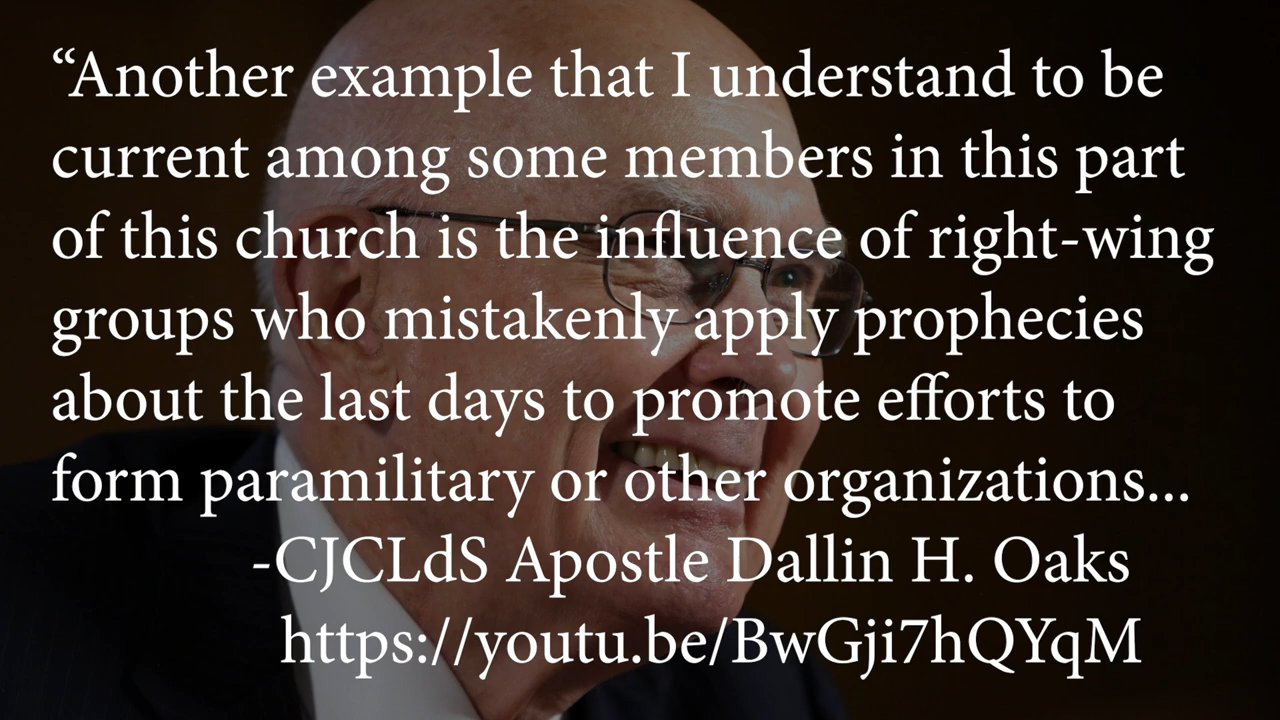 “Another example that I understand to be
current among some members in this part
of this church is the influence of right-wing
groups who mistakenly apply prophecies
about the last days to promote efforts to
form paramilitary or other organizations...
-CJCLdS Apostle Dallin H. Oaks
https://youtu.be/BwGji7hQYqM